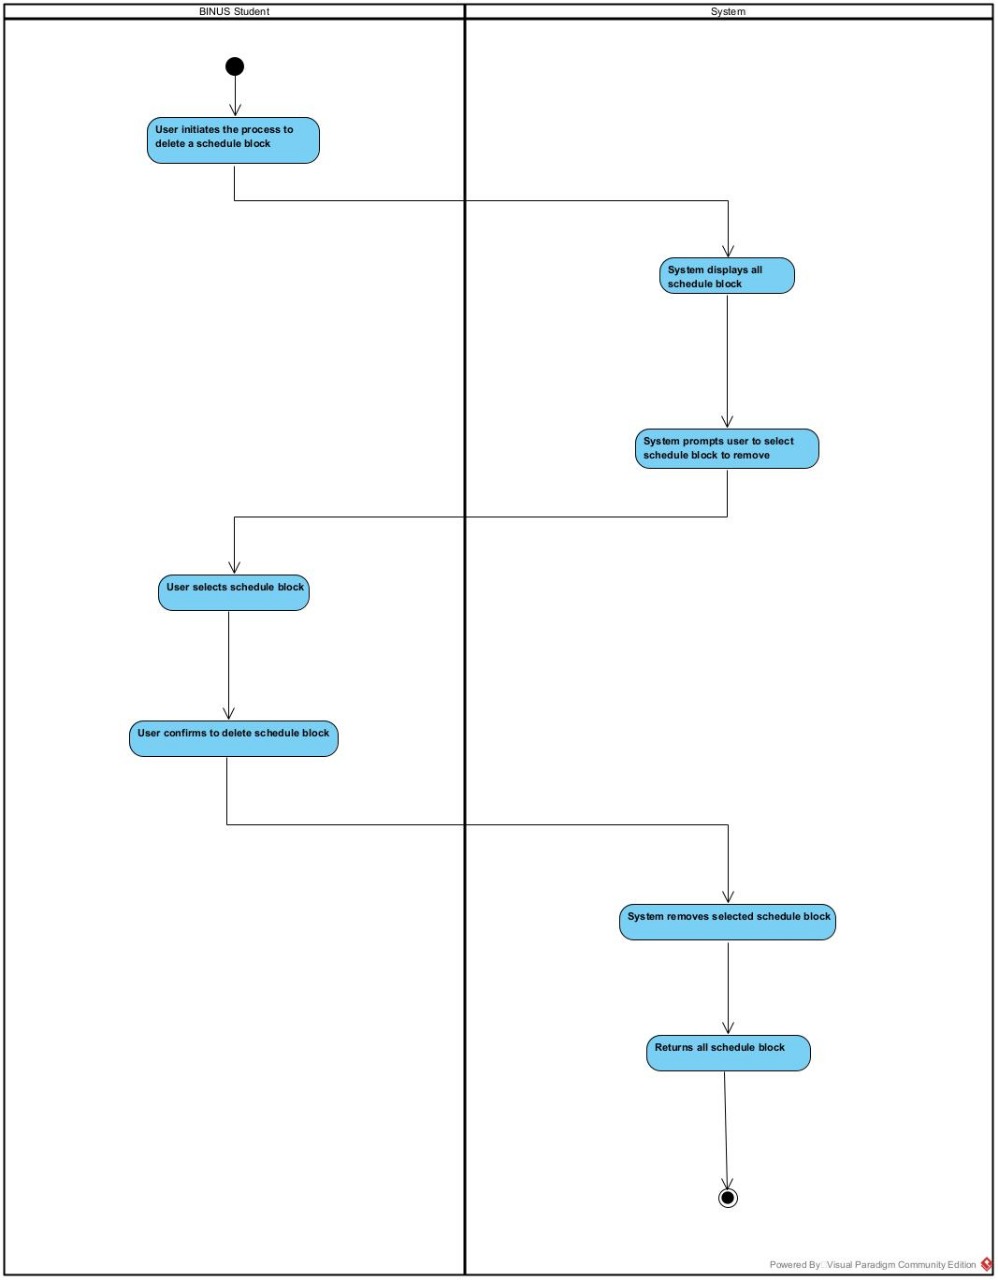 BINUS Student
System
User initiates the process to
delete a schedule block
System displays all
schedule block
System prompts user to select
schedule block to remove
User selects schedule block
User confirms to delete schedule block
System removes selected schedule block
Returns all schedule block
Powered By Visual Paradigm Community Edition